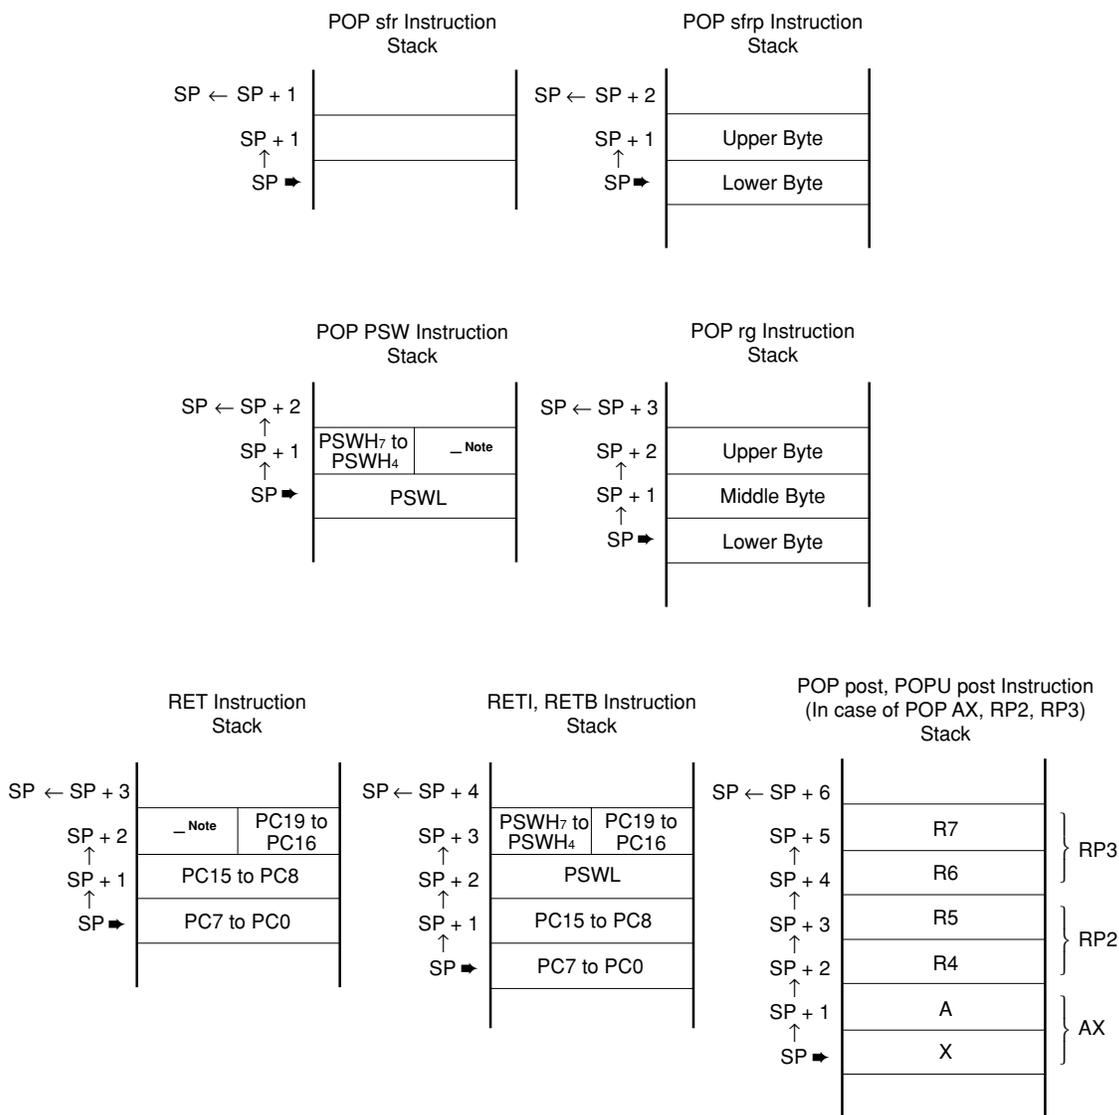 POP sfr Instruction
Stack
SP ← SP + 1
SP + 1
↑
SP ➨
POP sfrp Instruction
Stack
SP ← SP + 2
SP + 1
↑
SP ➨
Upper Byte
Lower Byte
POP PSW Instruction
Stack
SP ← SP + 2
↑
SP + 1
↑
SP ➨
PSWH7 to
PSWH4
– Note
PSWL
POP rg Instruction
Stack
SP ← SP + 3
SP + 2
↑
SP + 1
↑
SP ➨
Upper Byte
Middle Byte
Lower Byte
RET Instruction
Stack
SP ← SP + 3
SP + 2
↑
SP + 1
↑
SP ➨
– Note
PC19 to
PC16
PC15 to PC8
PC7 to PC0
RETI, RETB Instruction
Stack
SP ← SP + 4
SP + 3
↑
SP + 2
↑
SP + 1
↑
SP ➨
PSWH7 to
PSWH4
PC19 to
PC16
PSWL
PC15 to PC8
PC7 to PC0
POP post, POPU post Instruction
(In case of POP AX, RP2, RP3)
Stack
SP ← SP + 6
SP + 5
↑
SP + 4
↑
SP + 3
↑
SP + 2
↑
SP + 1
↑
SP ➨
R7
R6
R5
R4
A
X
RP3
RP2
AX